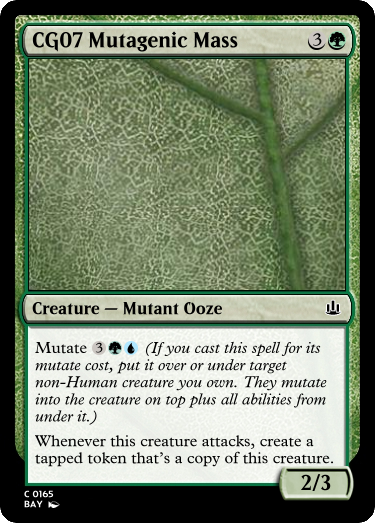 CG07 Mutagenic Mass 3
Creature — Mutant Ooze
Mutate 3 (If you cast this spell for its
mutate cost, put it over or under target
non-Human creature you own. They mutate
into the creature on top plus all abilities from
under it.)
Whenever this creature attacks, create a
tapped token that's a copy of this creature.
2/3
C 0165
BAY